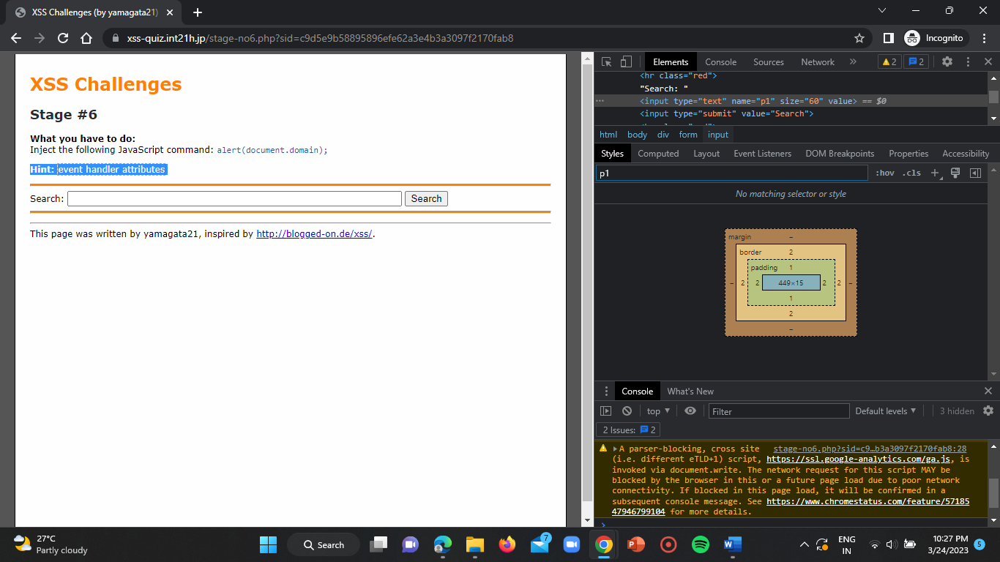 XSS Challenges (by yamagata21)
xss-quiz.int21h.jp/stage-no6.php?sid=c9d5e9b58895896efe62a3e4b3a3097f2170fab8
Incognito
XSS Challenges
Stage #6
What you have to do:
Inject the following JavaScript command: alert(document.domain);
Hint: event handler attributes
Search: Search
This page was written by yamagata21, inspired by http://blogged-on.de/xss/.
Elements Console Sources Network » 2 2
<hr class="red">
"Search: "
··· <input type="text" name="p1" size="60" value> == $0
<input type="submit" value="Search">
html body div form input
Styles Computed Layout Event Listeners DOM Breakpoints Properties Accessibility
p1 :hov .cls +
No matching selector or style
margin –
border 2
padding 1
– 2 2 449×15 2 2 –
1
2
–
Console What's New
top ▼ Filter Default levels ▼ 3 hidden
2 Issues: 2
▸A parser-blocking, cross site stage-no6.php?sid=c9…b3a3097f2170fab8:28
(i.e. different eTLD+1) script, https://ssl.google-analytics.com/ga.js, is
invoked via document.write. The network request for this script MAY be
blocked by the browser in this or a future page load due to poor network
connectivity. If blocked in this page load, it will be confirmed in a
subsequent console message. See https://www.chromestatus.com/feature/57185
47946799104 for more details.
>
27°C
Partly cloudy
Search
7
ENG
IN
10:27 PM
3/24/2023
5